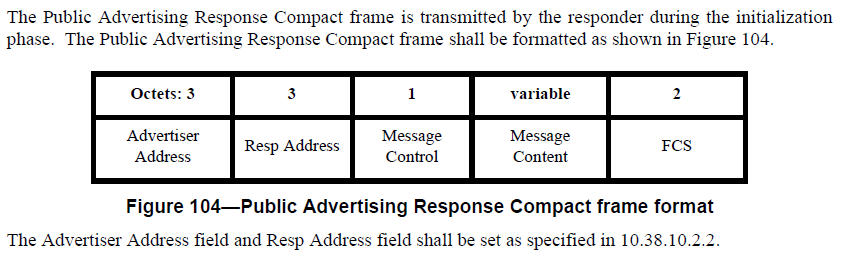 The Public Advertising Response Compact frame is transmitted by the responder during the initialization
phase. The Public Advertising Response Compact frame shall be formatted as shown in Figure 104.
Octets: 3 3 1 variable 2
Advertiser Address Resp Address Message Control Message Content FCS
Figure 104—Public Advertising Response Compact frame format
The Advertiser Address field and Resp Address field shall be set as specified in 10.38.10.2.2.